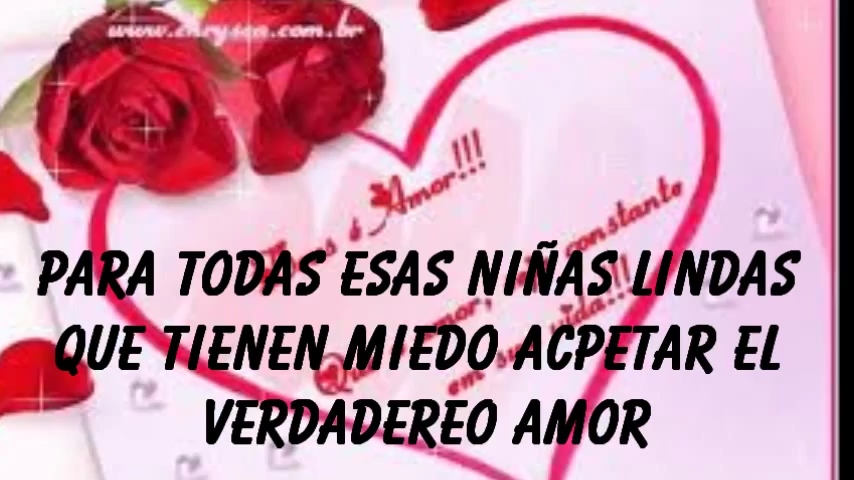 www.chrysca.com.br
Amor!!!
constante
PARA TODAS ESAS NIÑAS LINDAS
QUE TIENEN MIEDO ACPETAR EL
VERDADEREO AMOR